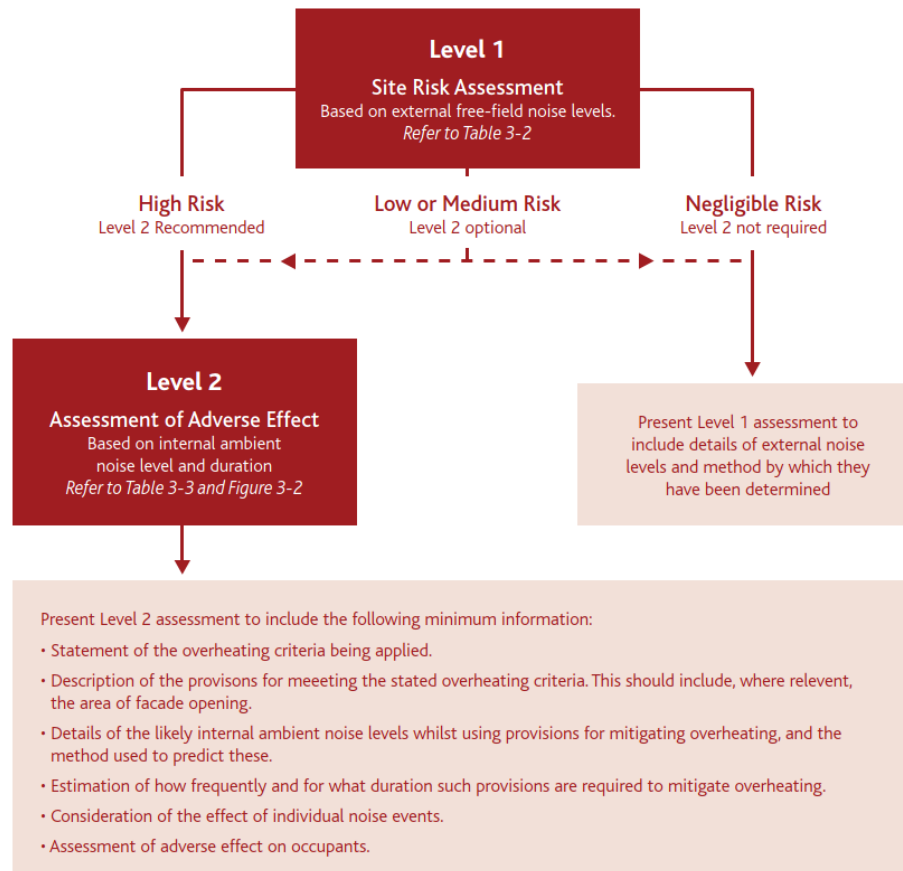 Level 1
Site Risk Assessment
Based on external free-field noise levels.
Refer to Table 3-2
High Risk
Level 2 Recommended
Low or Medium Risk
Level 2 optional
Negligible Risk
Level 2 not required
Level 2
Assessment of Adverse Effect
Based on internal ambient
noise level and duration
Refer to Table 3-3 and Figure 3-2
Present Level 1 assessment to
include details of external noise
levels and method by which they
have been determined
Present Level 2 assessment to include the following minimum information:
• Statement of the overheating criteria being applied.
• Description of the provisons for meeeting the stated overheating criteria. This should include, where relevent,
the area of facade opening.
• Details of the likely internal ambient noise levels whilst using provisions for mitigating overheating, and the
method used to predict these.
• Estimation of how frequently and for what duration such provisions are required to mitigate overheating.
• Consideration of the effect of individual noise events.
• Assessment of adverse effect on occupants.